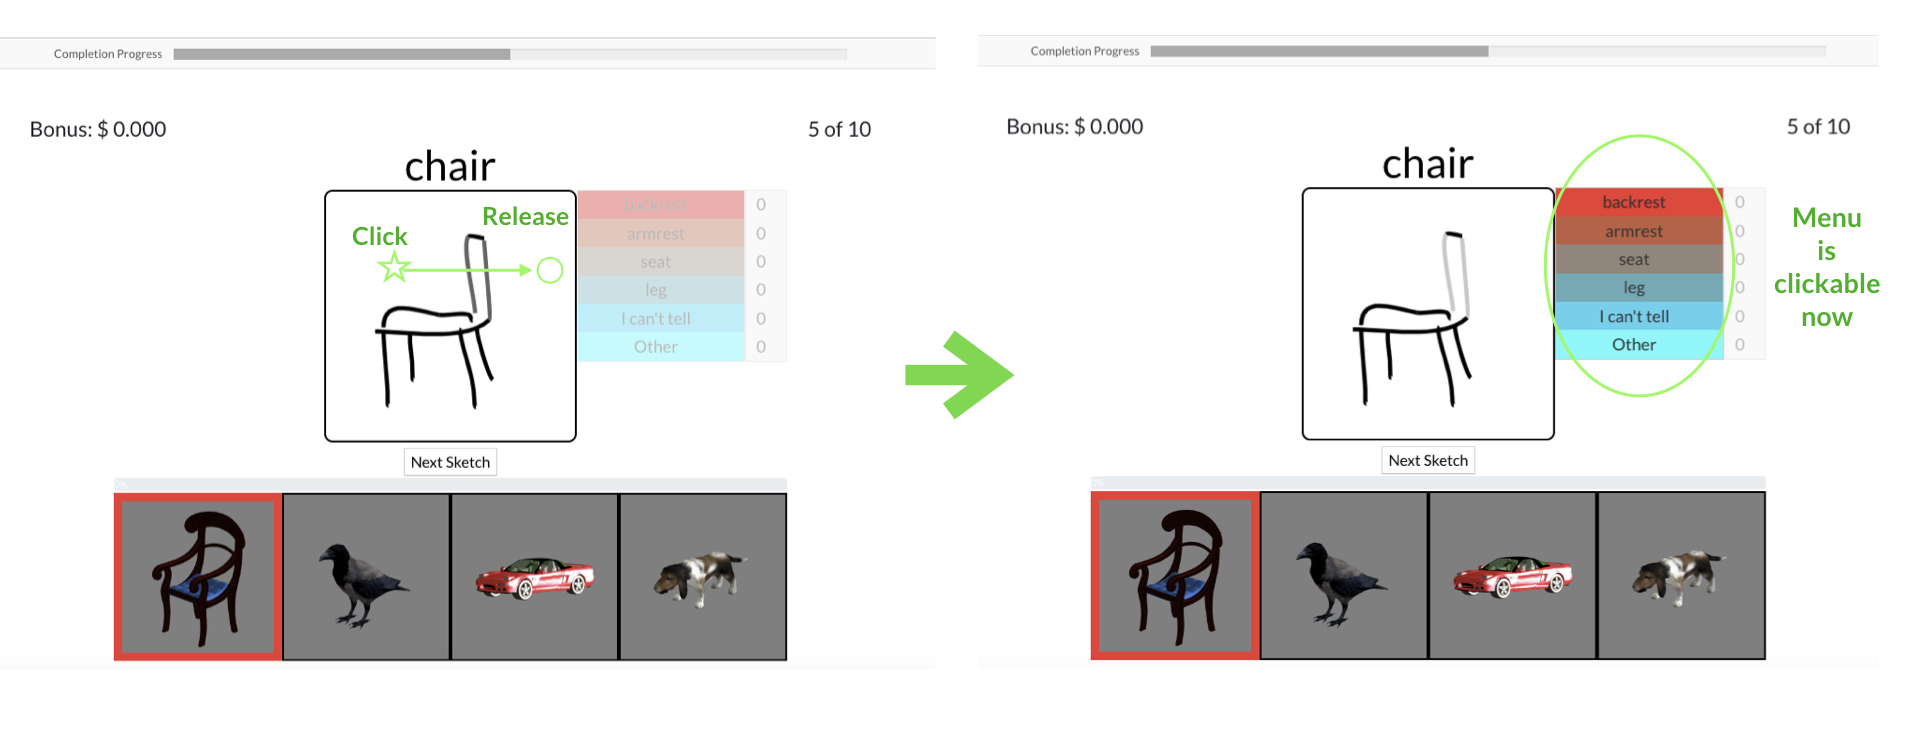 Completion Progress
Bonus: $ 0.000
5 of 10
chair
Click
Release
backrest 0
armrest 0
seat 0
leg 0
I can't tell 0
Other 0
Next Sketch
0%
Completion Progress
Bonus: $ 0.000
5 of 10
chair
backrest 0
armrest 0
seat 0
leg 0
I can't tell 0
Other 0
Menu
is
clickable
now
Next Sketch
0%